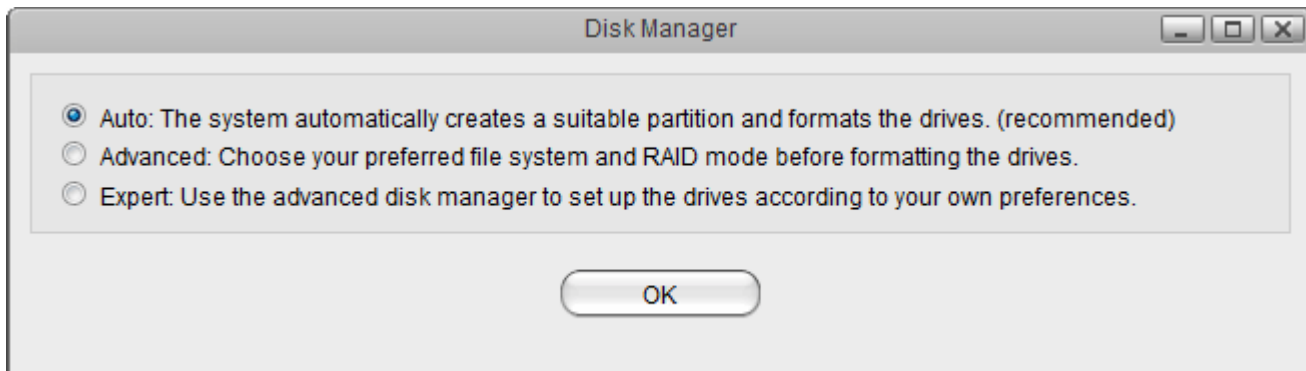 Disk Manager
Auto: The system automatically creates a suitable partition and formats the drives. (recommended)
Advanced: Choose your preferred file system and RAID mode before formatting the drives.
Expert: Use the advanced disk manager to set up the drives according to your own preferences.
OK